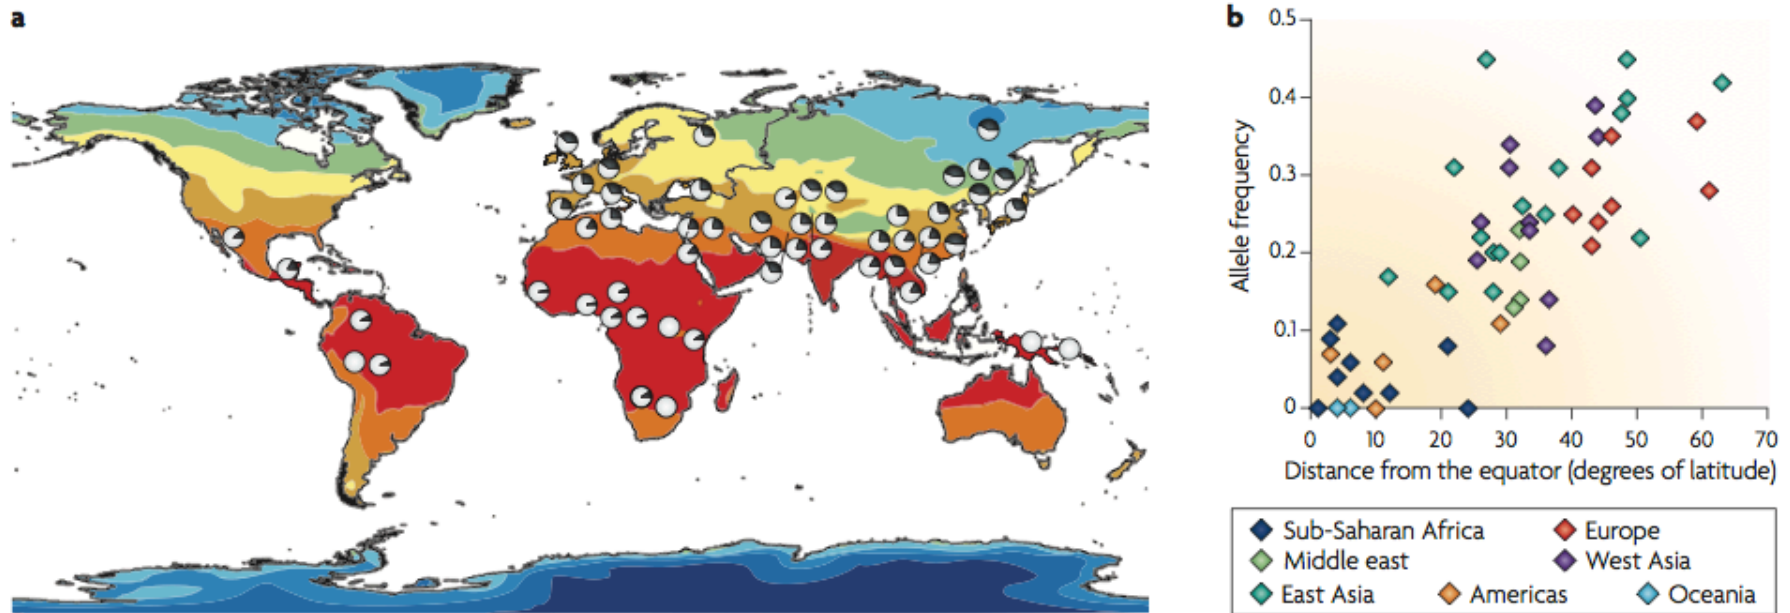 a
b
0.5
0.4
0.3
0.2
0.1
0
Allele frequency
0 10 20 30 40 50 60 70
Distance from the equator (degrees of latitude)
Sub-Saharan Africa Europe
Middle east West Asia
East Asia Americas Oceania